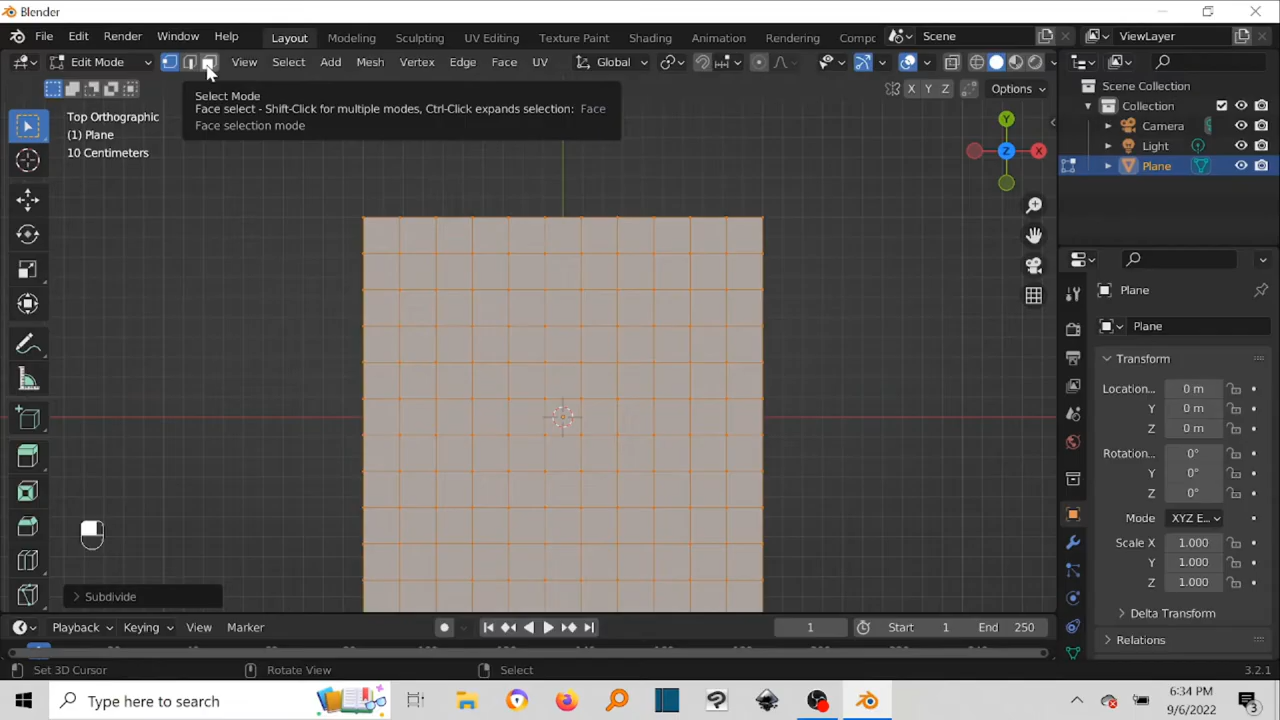 Blender
File Edit Render Window Help Layout Modeling Sculpting UV Editing Texture Paint Shading Animation Rendering Compc Scene ViewLayer
Edit Mode View Select Add Mesh Vertex Edge Face UV Global
X Y Z Options
Select Mode
Face select - Shift-Click for multiple modes, Ctrl-Click expands selection: Face
Face selection mode
Top Orthographic
(1) Plane
10 Centimeters
Y
Z
X
Scene Collection
Collection
Camera
Light
Plane
Plane
Plane
Transform
Location... 0 m
Y 0 m
Z 0 m
Rotation... 0°
Y 0°
Z 0°
Mode XYZ E...
Scale X 1.000
Y 1.000
Z 1.000
Delta Transform
Relations
Subdivide
Playback Keying View Marker 1 Start 1 End 250
Set 3D Cursor Rotate View Select 3.2.1
Type here to search
6:34 PM
9/6/2022
3